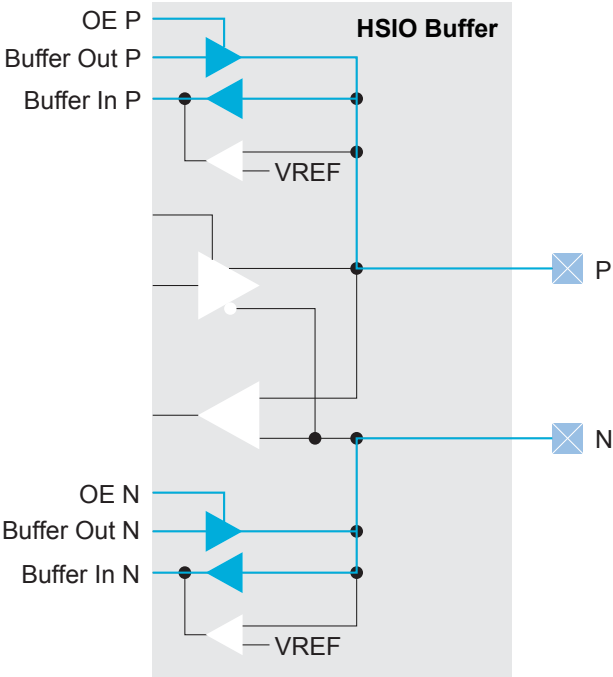 OE P
HSIO Buffer
Buffer Out P
Buffer In P
VREF
P
N
OE N
Buffer Out N
Buffer In N
VREF